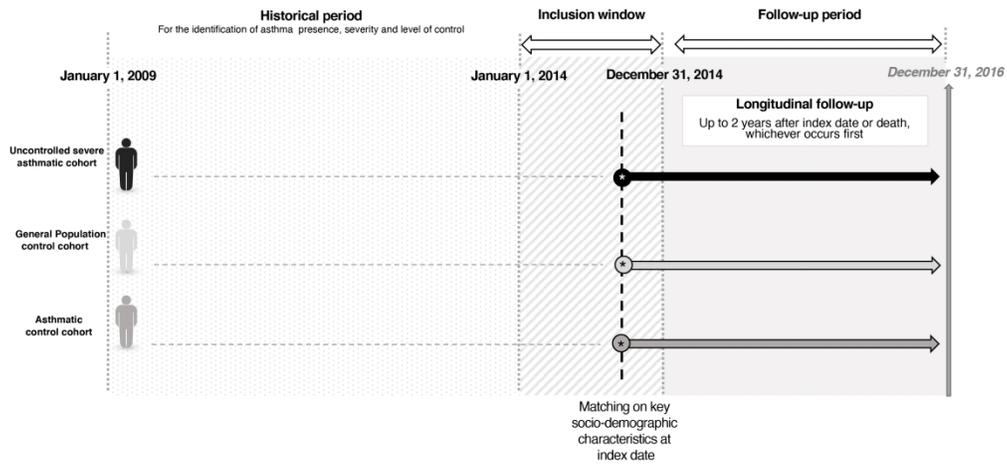 Historical period
For the identification of asthma presence, severity and level of control
Inclusion window
Follow-up period
January 1, 2009
January 1, 2014
December 31, 2014
December 31, 2016
Longitudinal follow-up
Up to 2 years after index date or death,
whichever occurs first
Uncontrolled severe
asthmatic cohort
*
General Population
control cohort
*
Asthmatic
control cohort
*
Matching on key
socio-demographic
characteristics at
index date